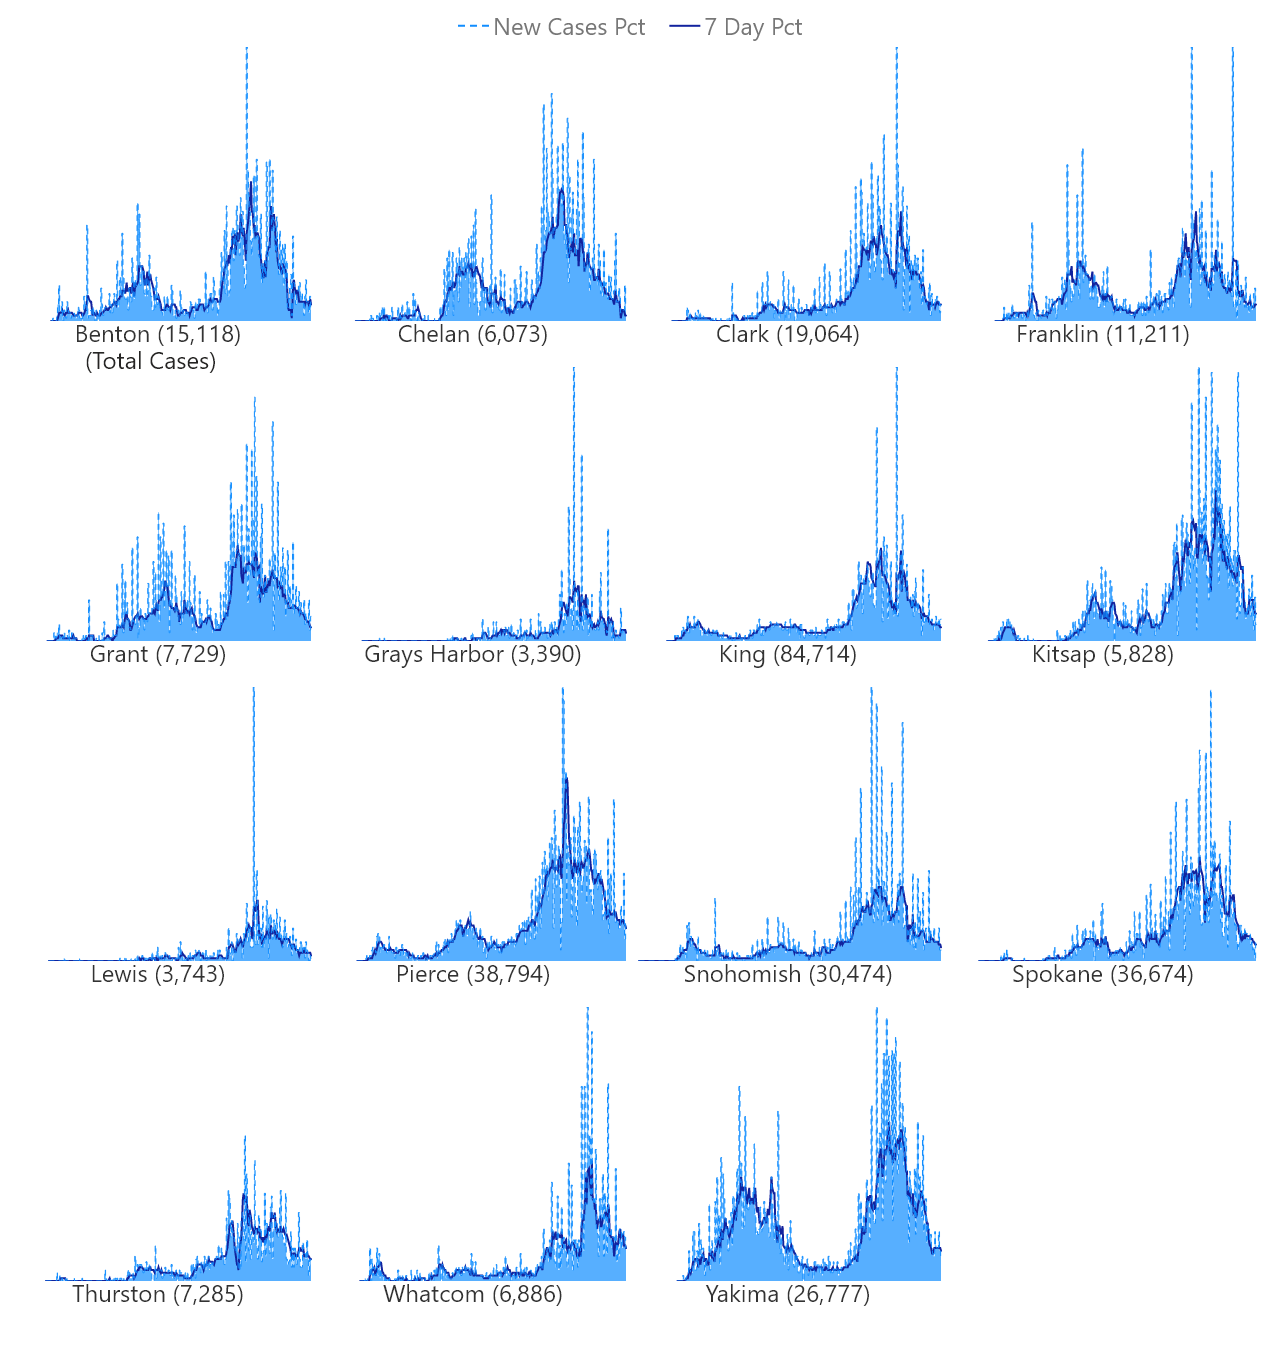 New Cases Pct 7 Day Pct
Benton (15,118) Chelan (6,073) Clark (19,064) Franklin (11,211)
(Total Cases)
Grant (7,729) Grays Harbor (3,390) King (84,714) Kitsap (5,828)
Lewis (3,743) Pierce (38,794) Snohomish (30,474) Spokane (36,674)
Thurston (7,285) Whatcom (6,886) Yakima (26,777)